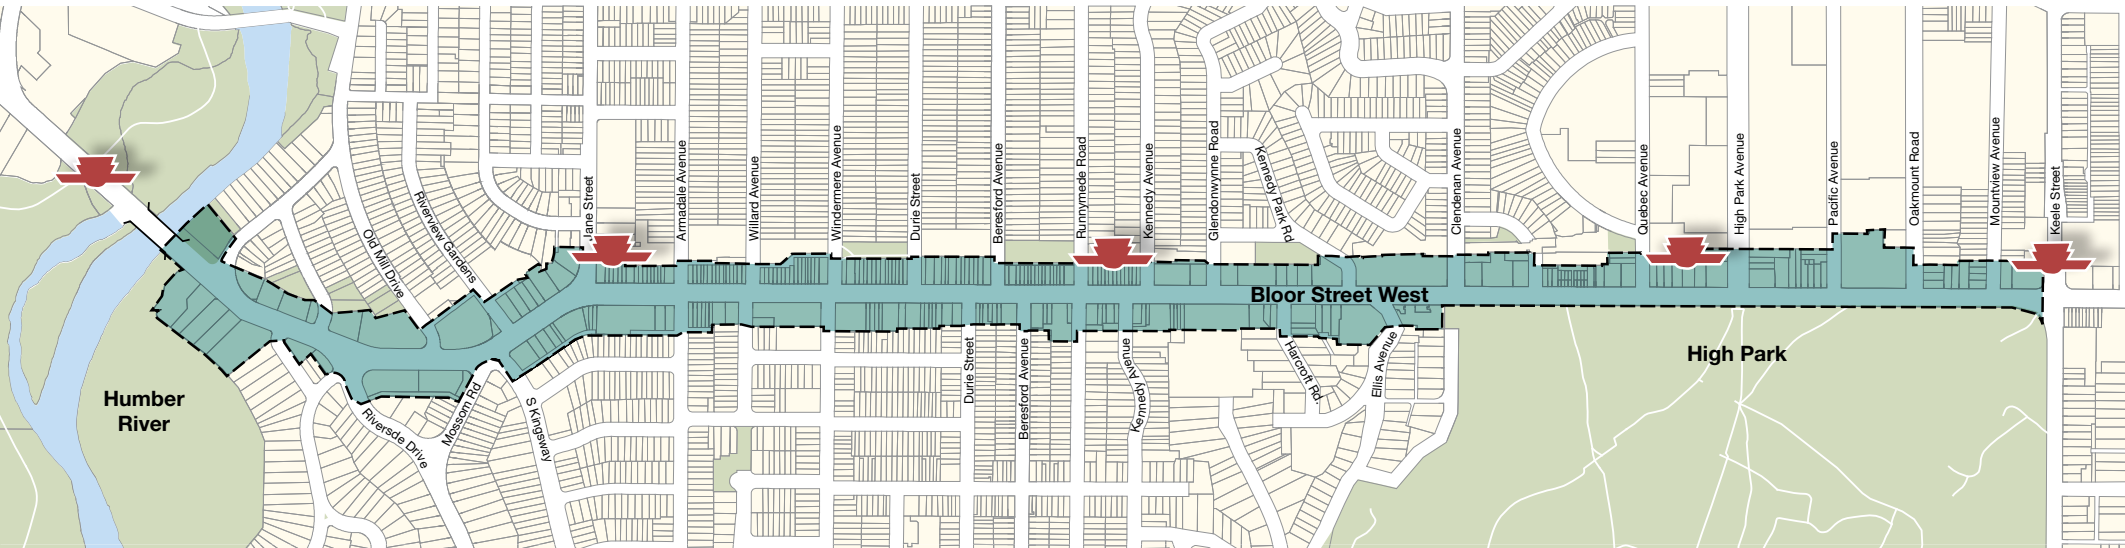 Old Mill Drive
Riverview Gardens
Jane Street
Armadale Avenue
Willard Avenue
Windermere Avenue
Durie Street
Beresford Avenue
Runnymede Road
Kennedy Avenue
Glendonwynne Road
Kennedy Park Rd
Clendenan Avenue
Quebec Avenue
High Park Avenue
Pacific Avenue
Oakmount Road
Mountview Avenue
Keele Street
Bloor Street West
High Park
Humber
River
Riversde Drive
Mossom Rd
S Kingsway
Durie Street
Beresford Avenue
Kennedy Avenue
Harcroft Rd.
Ellis Avenue